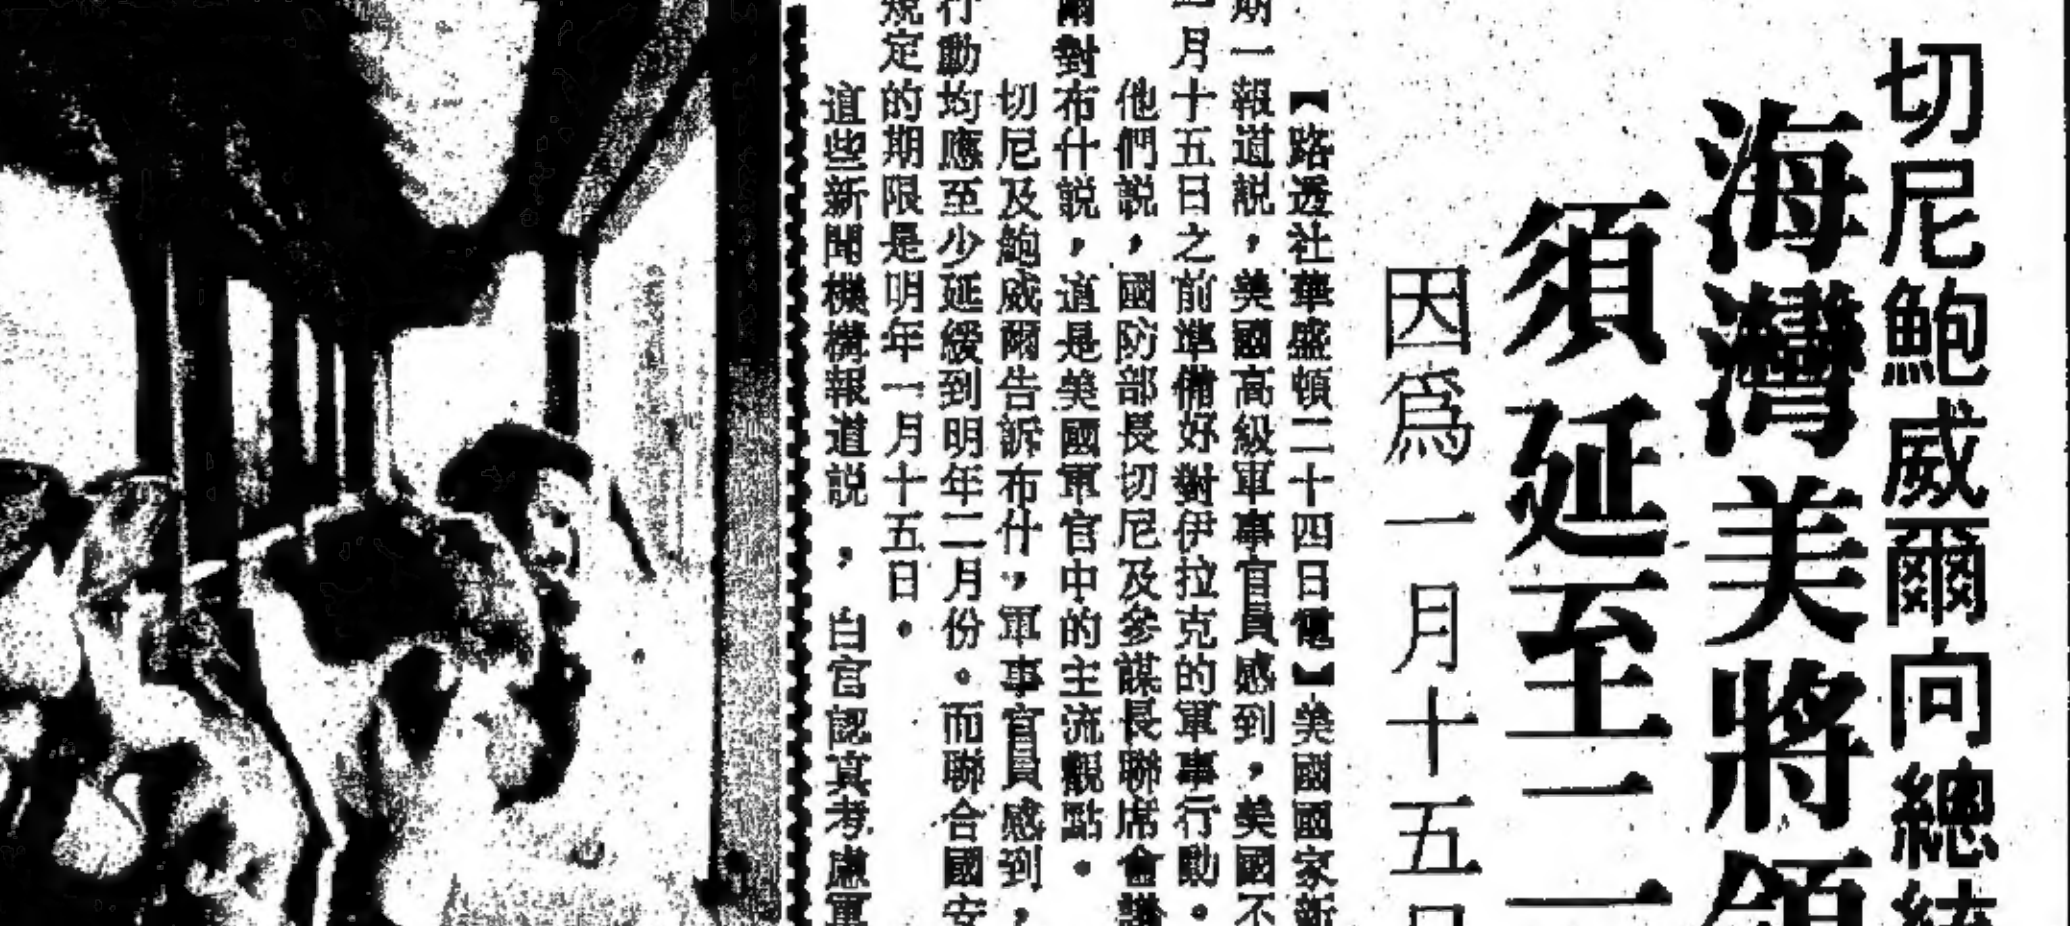 切尼鮑威爾向總統
海灣美將領
須延至二
因爲一月十五日
【路透社華盛頓二十四日電】美國國家新
期一報道説，美國高級軍事官員感到，美國不
月十五日之前準備好對伊拉克的軍事行動。
他們説，國防部長切尼及參謀長聯席會議
爾對布什説，這是美國軍官中的主流觀點。
切尼及鮑威爾告訴布什，軍事官員感到，
行動均應至少延緩到明年二月份。而聯合國安
規定的期限是明年一月十五日。
這些新聞機構報道説，白宮認真考慮軍